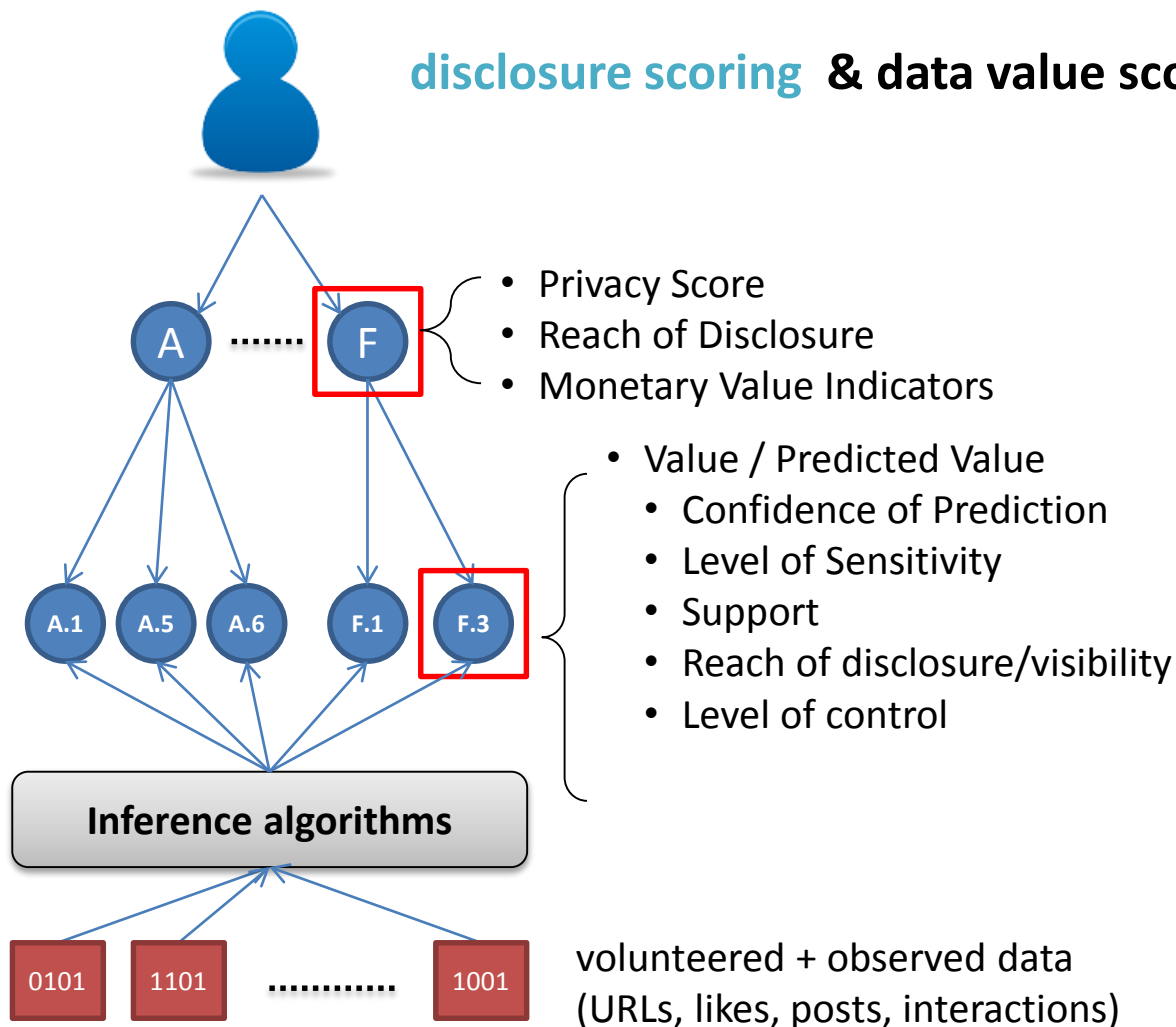 disclosure scoring & data value
• Privacy Score
A ....... F
• Reach of Disclosure
• Monetary Value Indicators
• Value / Predicted Value
• Confidence of Prediction
• Level of Sensitivity
• Support
• Reach of disclosure/visibility
• Level of control
A.1 A.5 A.6 F.1 F.3
Inference algorithms
0101 1101 ............ 1001
volunteered + observed data
(URLs, likes, posts, interactions)